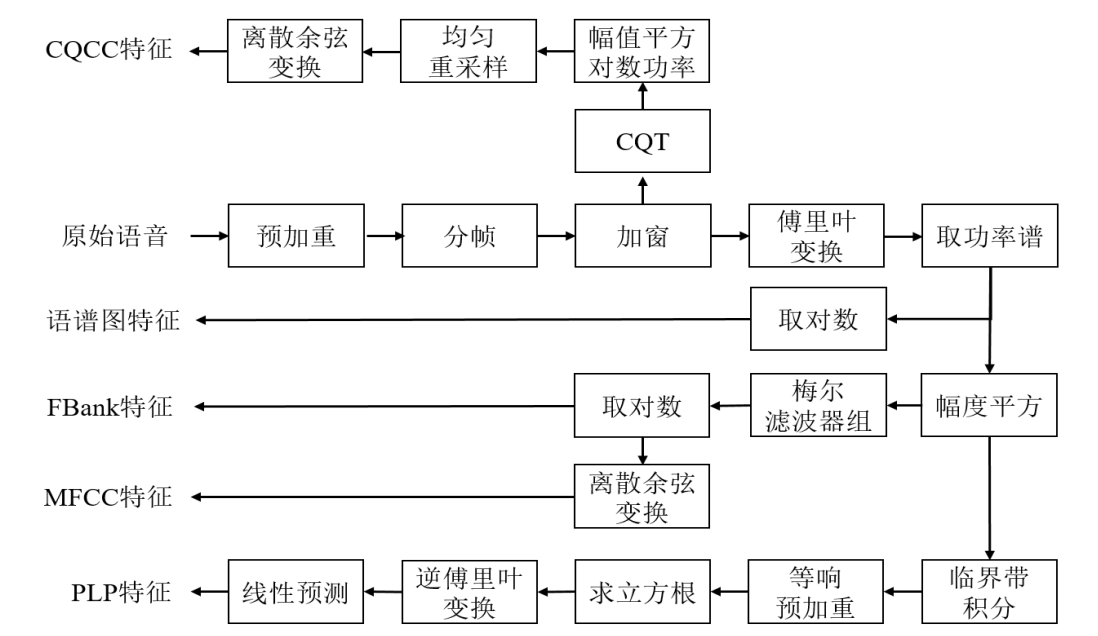 CQCC特征
离散余弦
变换
均匀
重采样
幅值平方
对数功率
CQT
原始语音
预加重
分帧
加窗
傅里叶
变换
取功率谱
语谱图特征
取对数
FBank特征
取对数
梅尔
滤波器组
幅度平方
MFCC特征
离散余弦
变换
PLP特征
线性预测
逆傅里叶
变换
求立方根
等响
预加重
临界带
积分